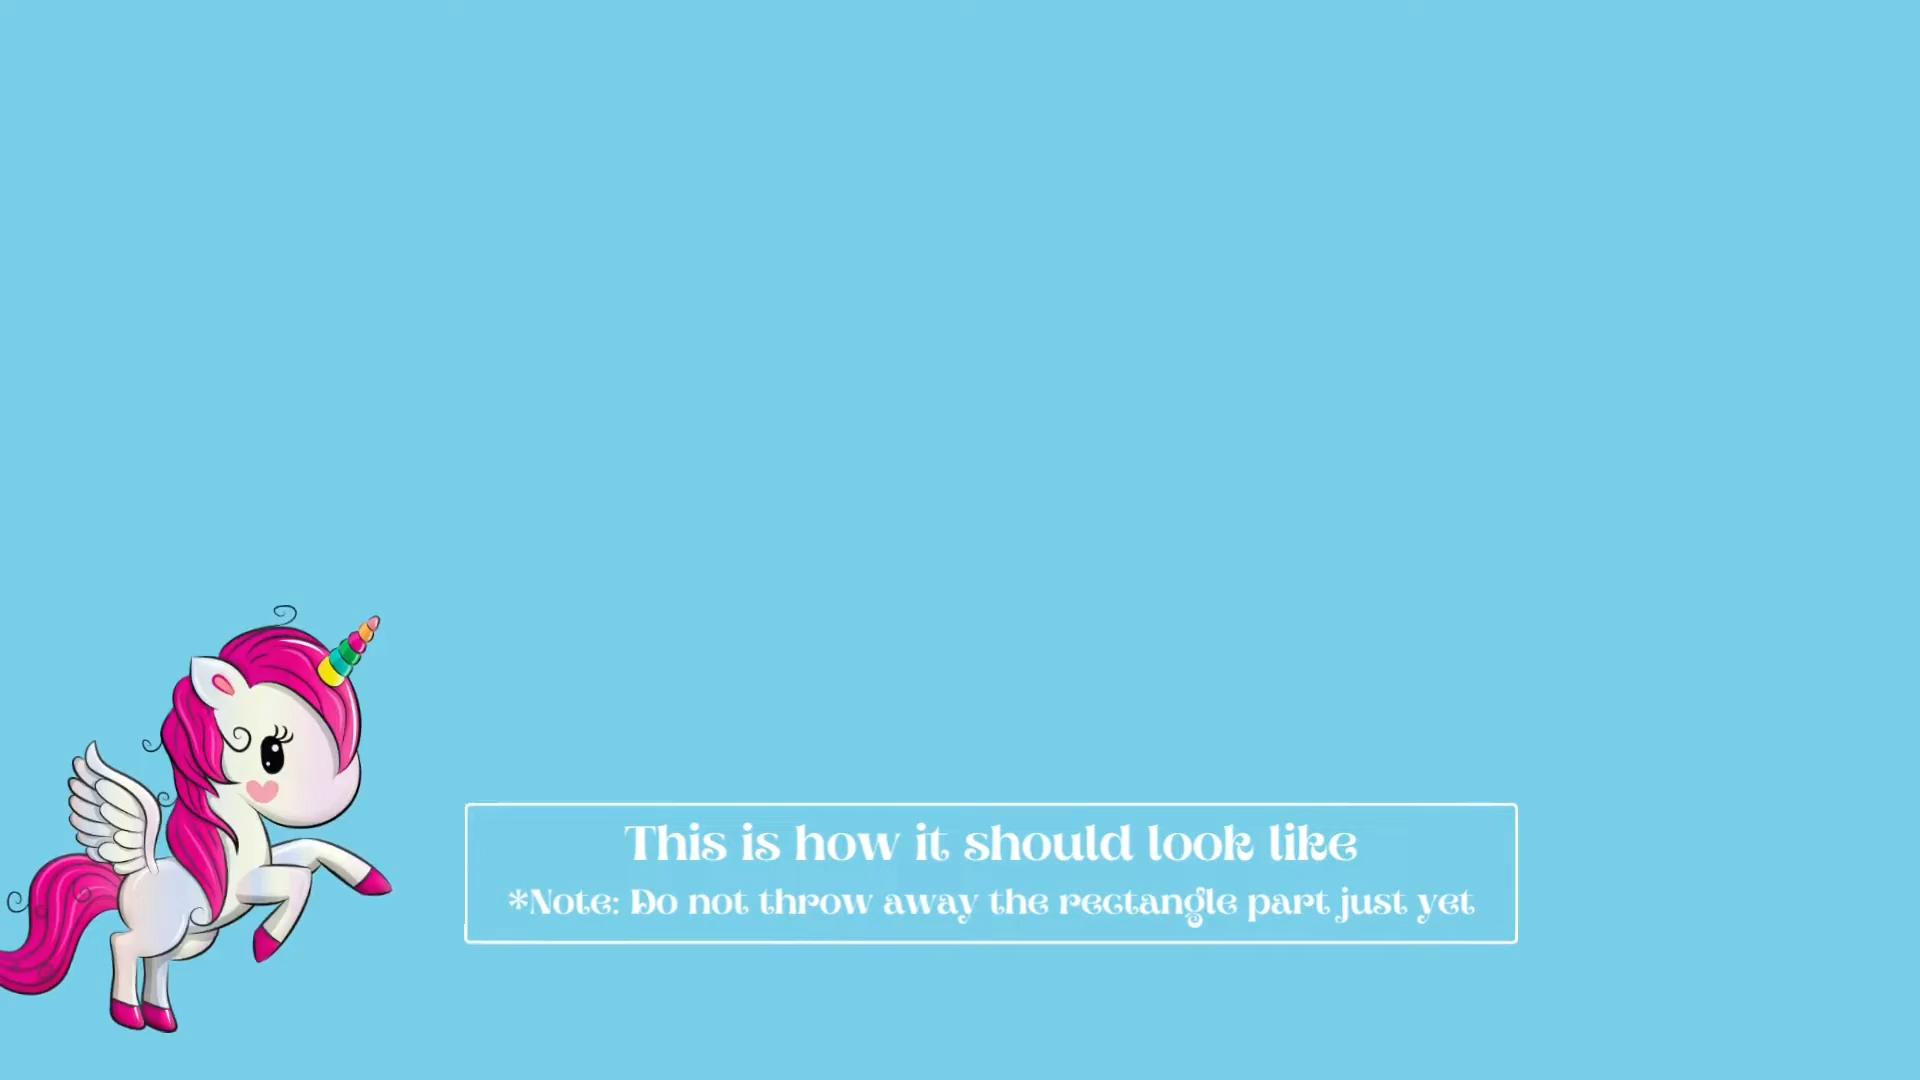 This is how it should look like
*Note: Do not throw away the rectangle part just yet